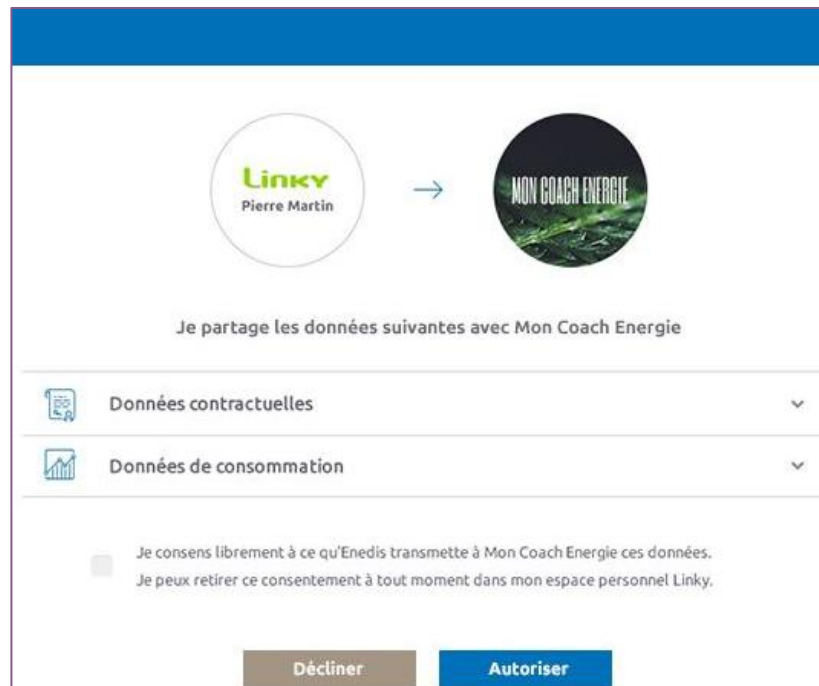 Linky
Pierre Martin
MON COACH ENERGIE
Je partage les données suivantes avec Mon Coach Energie
Données contractuelles
Données de consommation
Je consens librement à ce qu'Enedis transmette à Mon Coach Energie ces données.
Je peux retirer ce consentement à tout moment dans mon espace personnel Linky.
Décliner
Autoriser